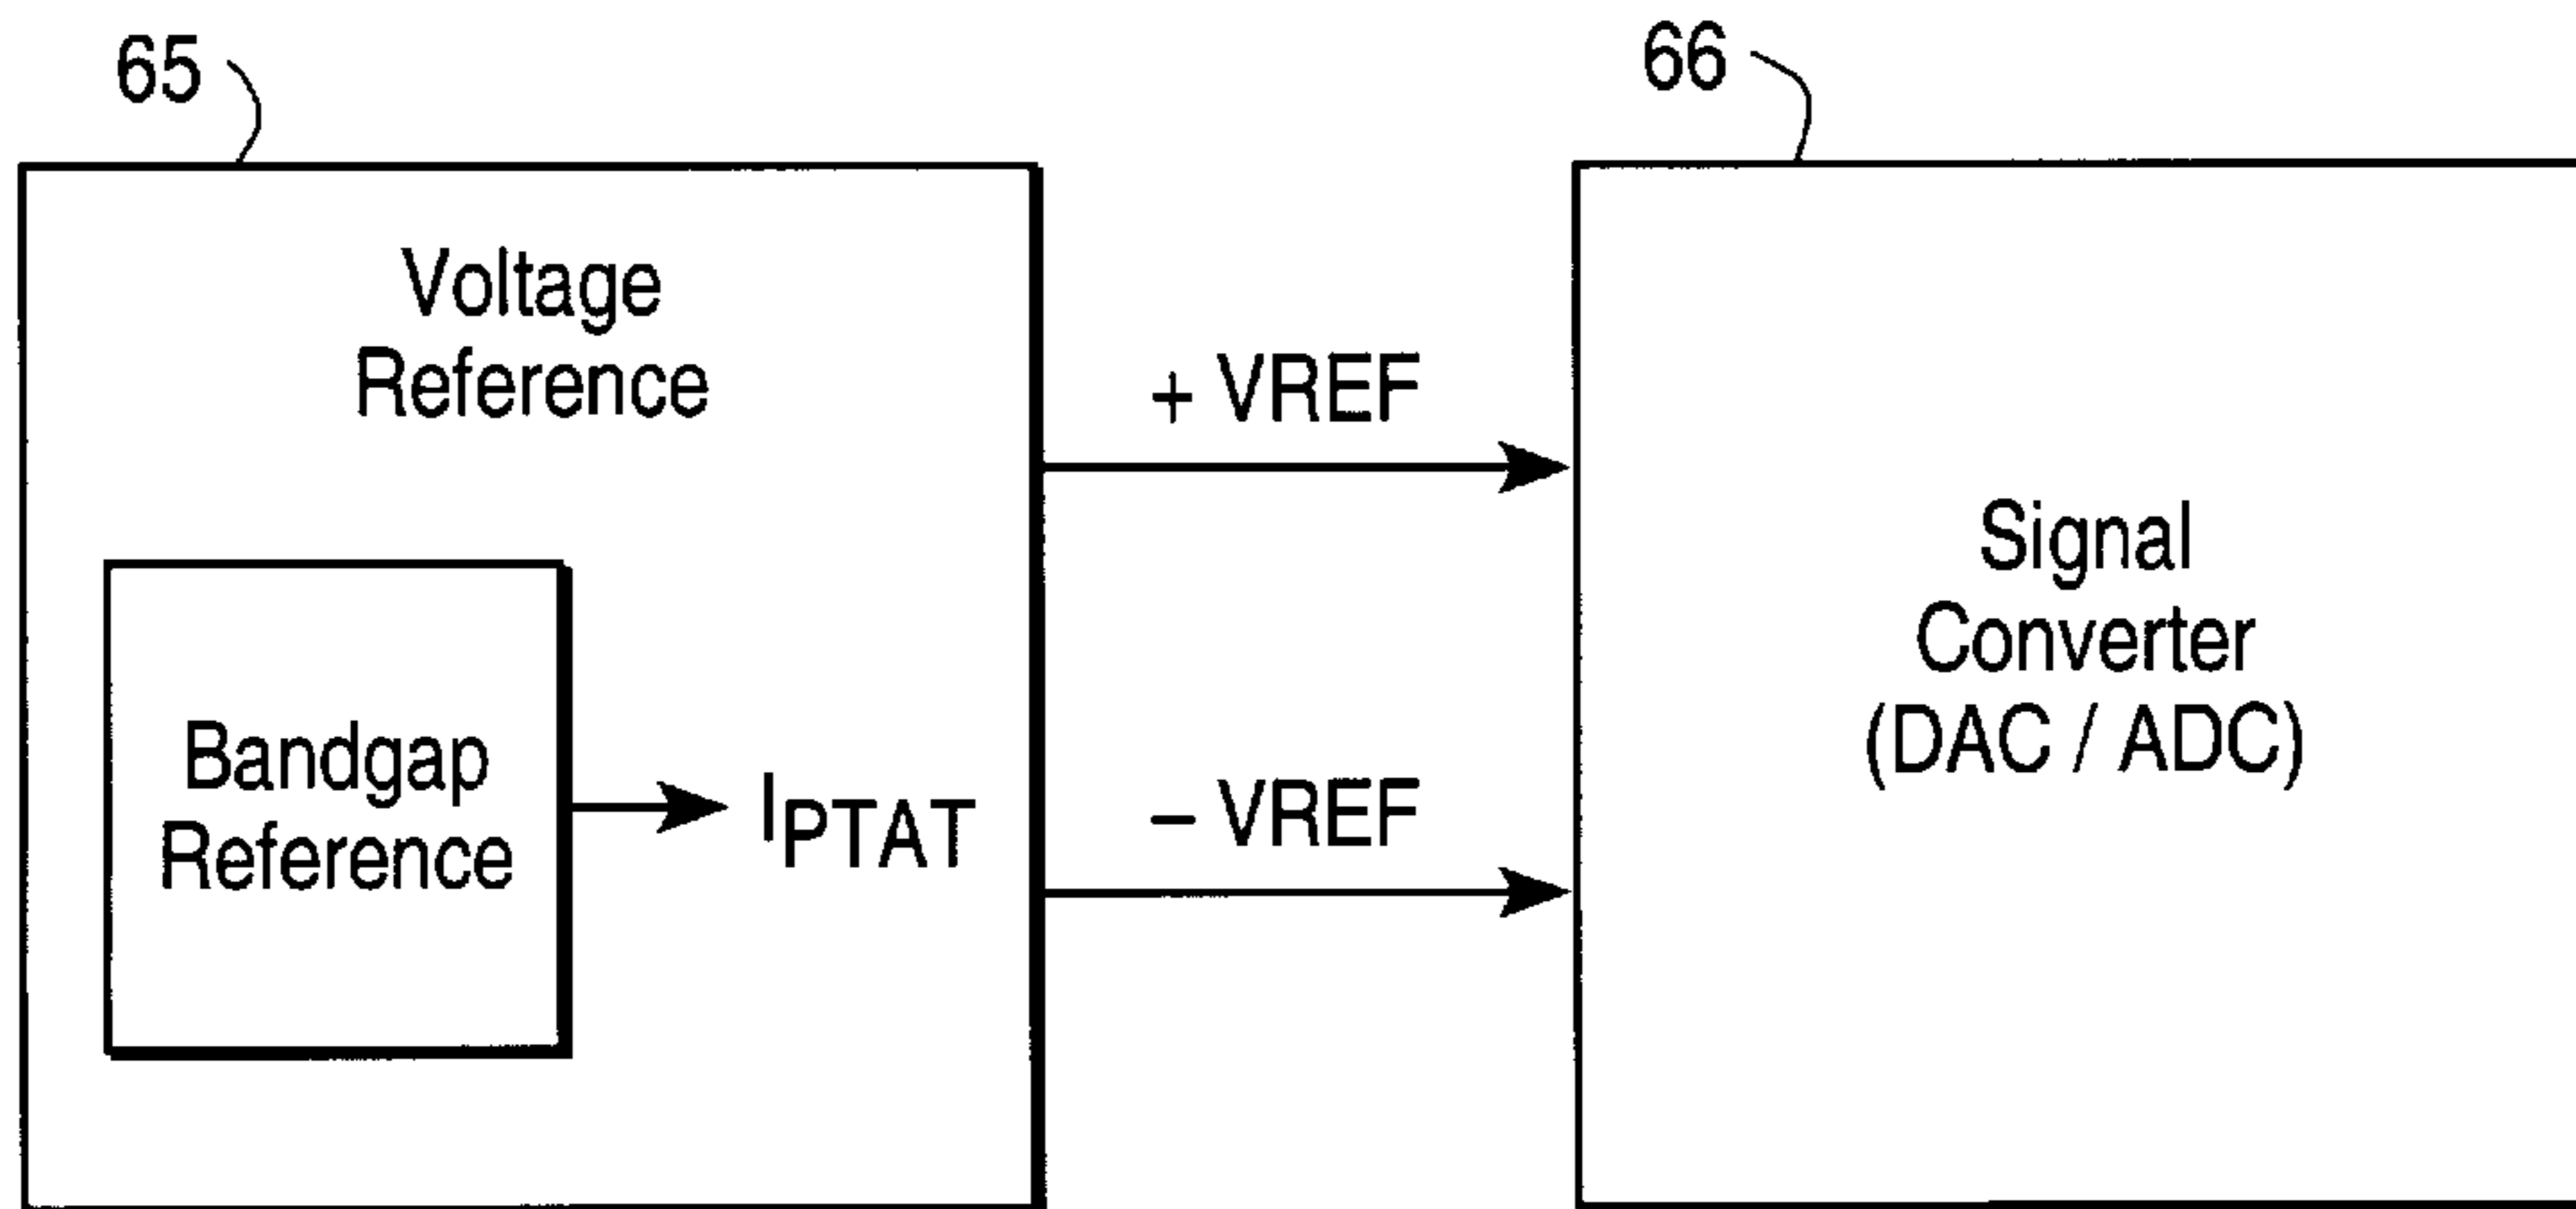 65
66
Voltage
Reference
+ VREF
Signal
Converter
(DAC / ADC)
Bandgap
Reference
IPTAT
– VREF